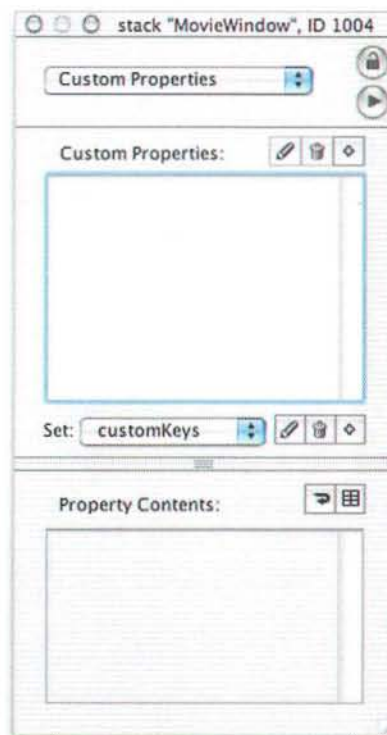 stack "MovieWindow", ID 1004
Custom Properties
Custom Properties:
Set: customKeys
Property Contents: